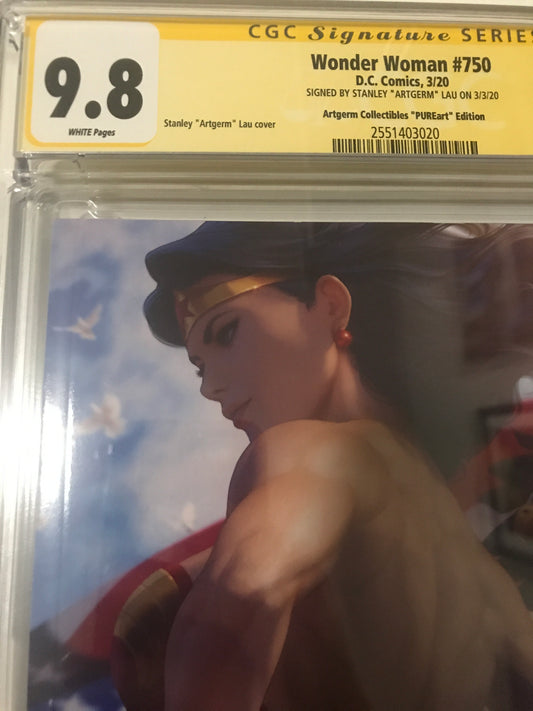 CGC Signature SERIES
9.8
WHITE Pages
Wonder Woman #750
D.C. Comics, 3/20
SIGNED BY STANLEY "ARTGERM" LAU ON 3/3/20
Stanley "Artgerm" Lau cover
Artgerm Collectibles "PUREart" Edition
2551403020